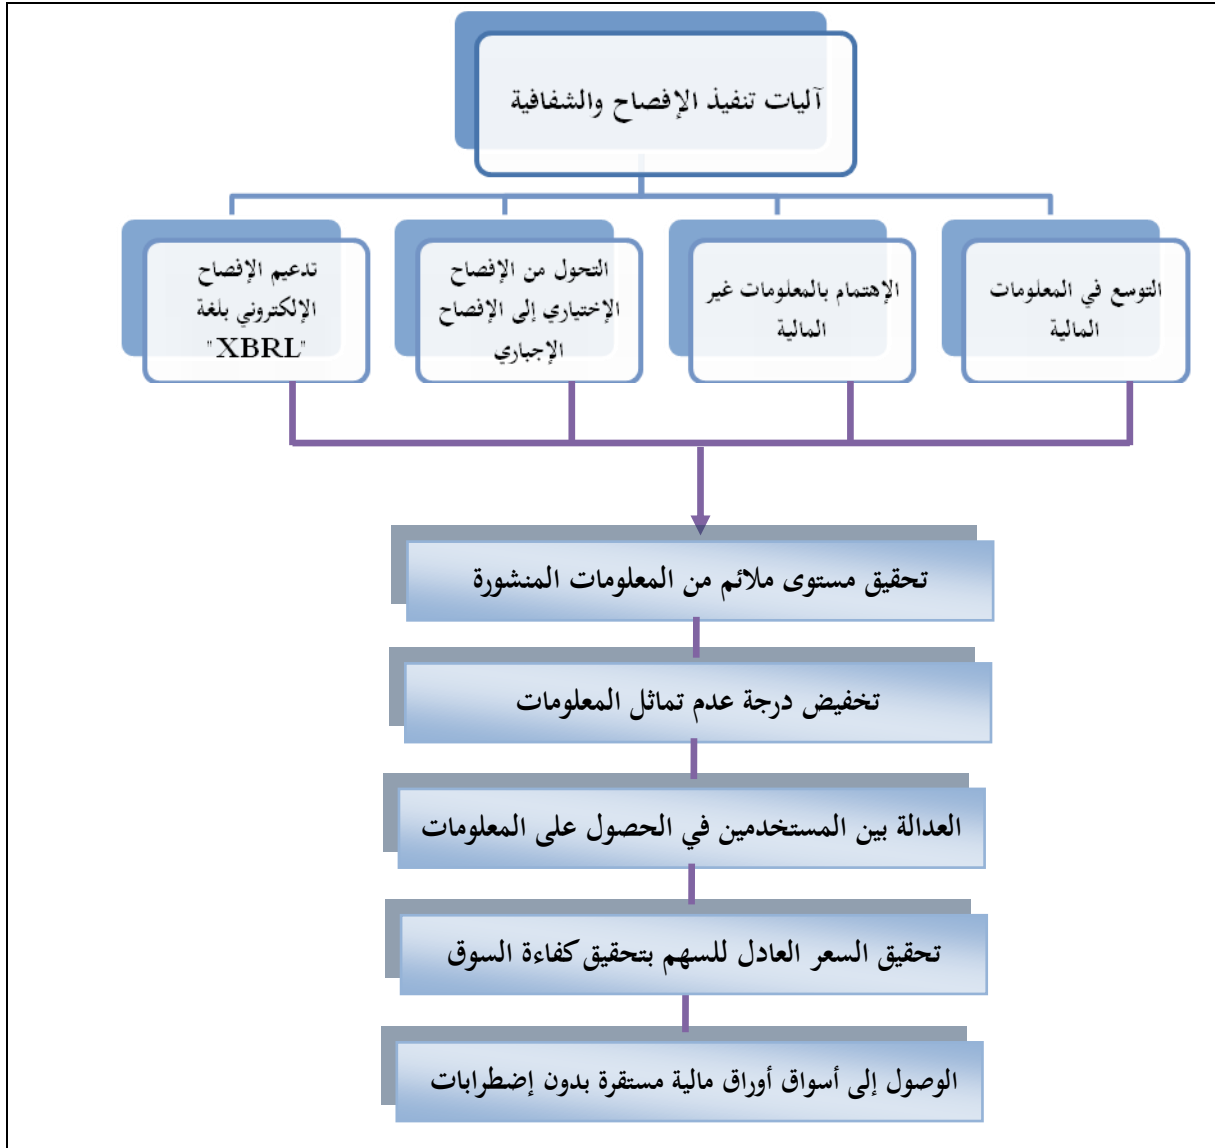 آليات تنفيذ الإفصاح والشفافية
التوسع في المعلومات
المالية
الإهتمام بالمعلومات غير
المالية
التحول من الإفصاح
الإختياري إلى الإفصاح
الإجباري
تدعيم الإفصاح
الإلكتروني بلغة
"XBRL"
تحقيق مستوى ملائم من المعلومات المنشورة
تخفيض درجة عدم تماثل المعلومات
العدالة بين المستخدمين في الحصول على المعلومات
تحقيق السعر العادل للسهم بتحقيق كفاءة السوق
الوصول إلى أسواق أوراق مالية مستقرة بدون إضطرابات